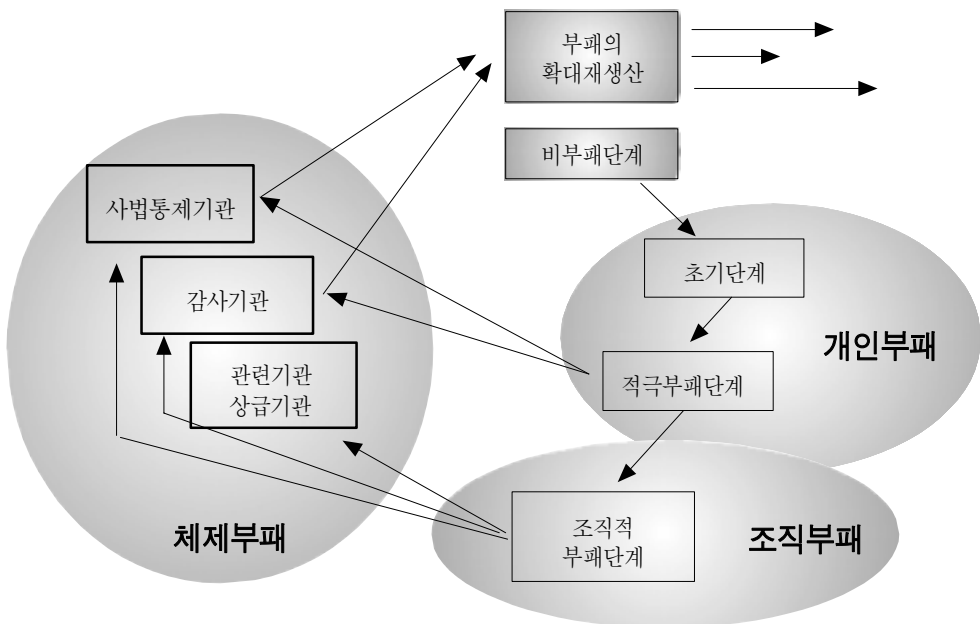 부패의
확대재생산
비부패단계
사법통제기관
초기단계
감사기관
개인부패
관련기관
상급기관
적극부패단계
체제부패
조직적
부패단계
조직부패